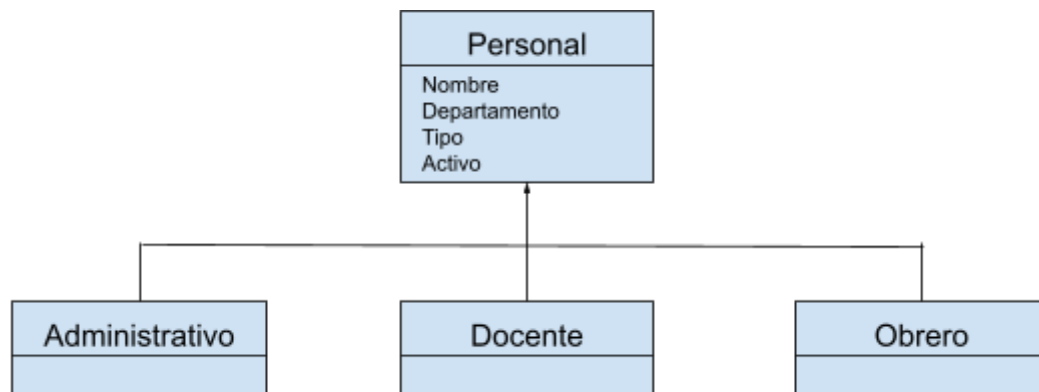 Personal
Nombre
Departamento
Tipo
Activo
Administrativo
Docente
Obrero